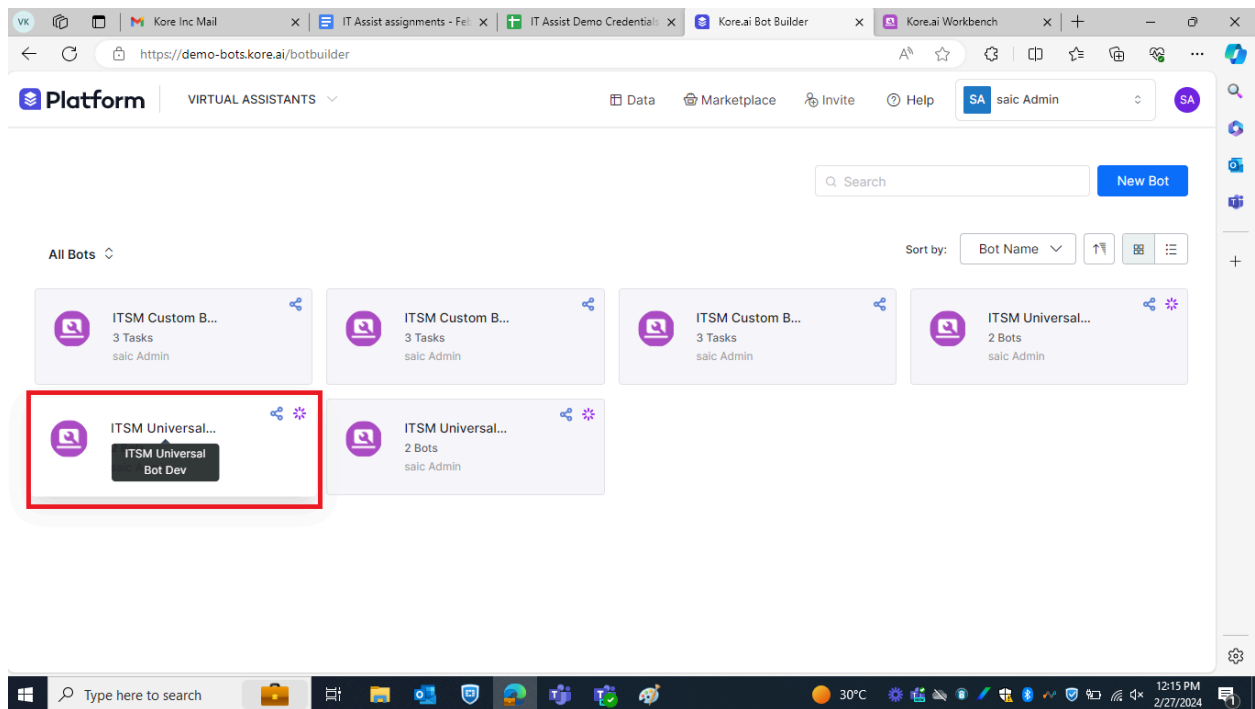 VK
Kore Inc Mail
IT Assist assignments - Feb
IT Assist Demo Credentials
Kore.ai Bot Builder
Kore.ai Workbench
https://demo-bots.kore.ai/botbuilder
Platform
VIRTUAL ASSISTANTS
Data
Marketplace
Invite
Help
SA
saic Admin
SA
Search
New Bot
All Bots
Sort by:
Bot Name
ITSM Custom B...
3 Tasks
saic Admin
ITSM Custom B...
3 Tasks
saic Admin
ITSM Custom B...
3 Tasks
saic Admin
ITSM Universal...
2 Bots
saic Admin
ITSM Universal...
ITSM Universal
Bot Dev
ITSM Universal...
2 Bots
saic Admin
Type here to search
30°C
12:15 PM
2/27/2024